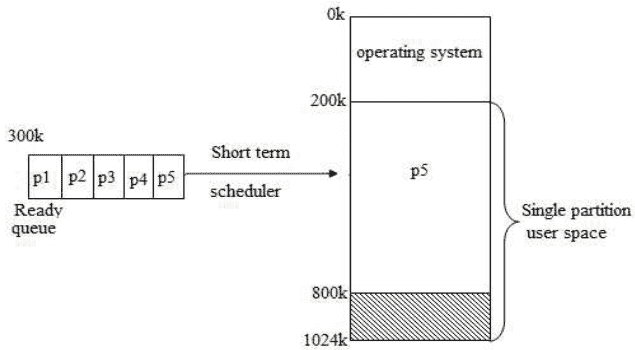 0k
operating system
200k
300k
p1 p2 p3 p4 p5
Ready
queue
Short term
scheduler
p5
Single partition
user space
800k
1024k